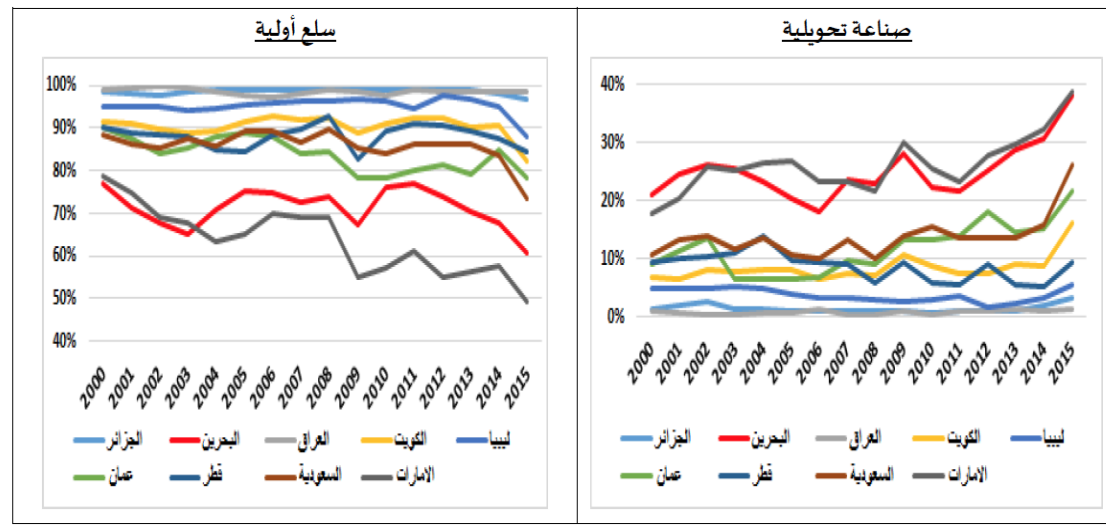 سلع أولية
100%
90%
80%
70%
60%
50%
40%
2000 2001 2002 2003 2004 2005 2006 2007 2008 2009 2010 2011 2012 2013 2014 2015
الجزائر البحرين العراق الكويت ليبيا
عمان قطر السعودية الامارات
صناعة تحويلية
40%
30%
20%
10%
0%
2000 2001 2002 2003 2004 2005 2006 2007 2008 2009 2010 2011 2012 2013 2014 2015
الجزائر البحرين العراق الكويت ليبيا
عمان قطر السعودية الامارات